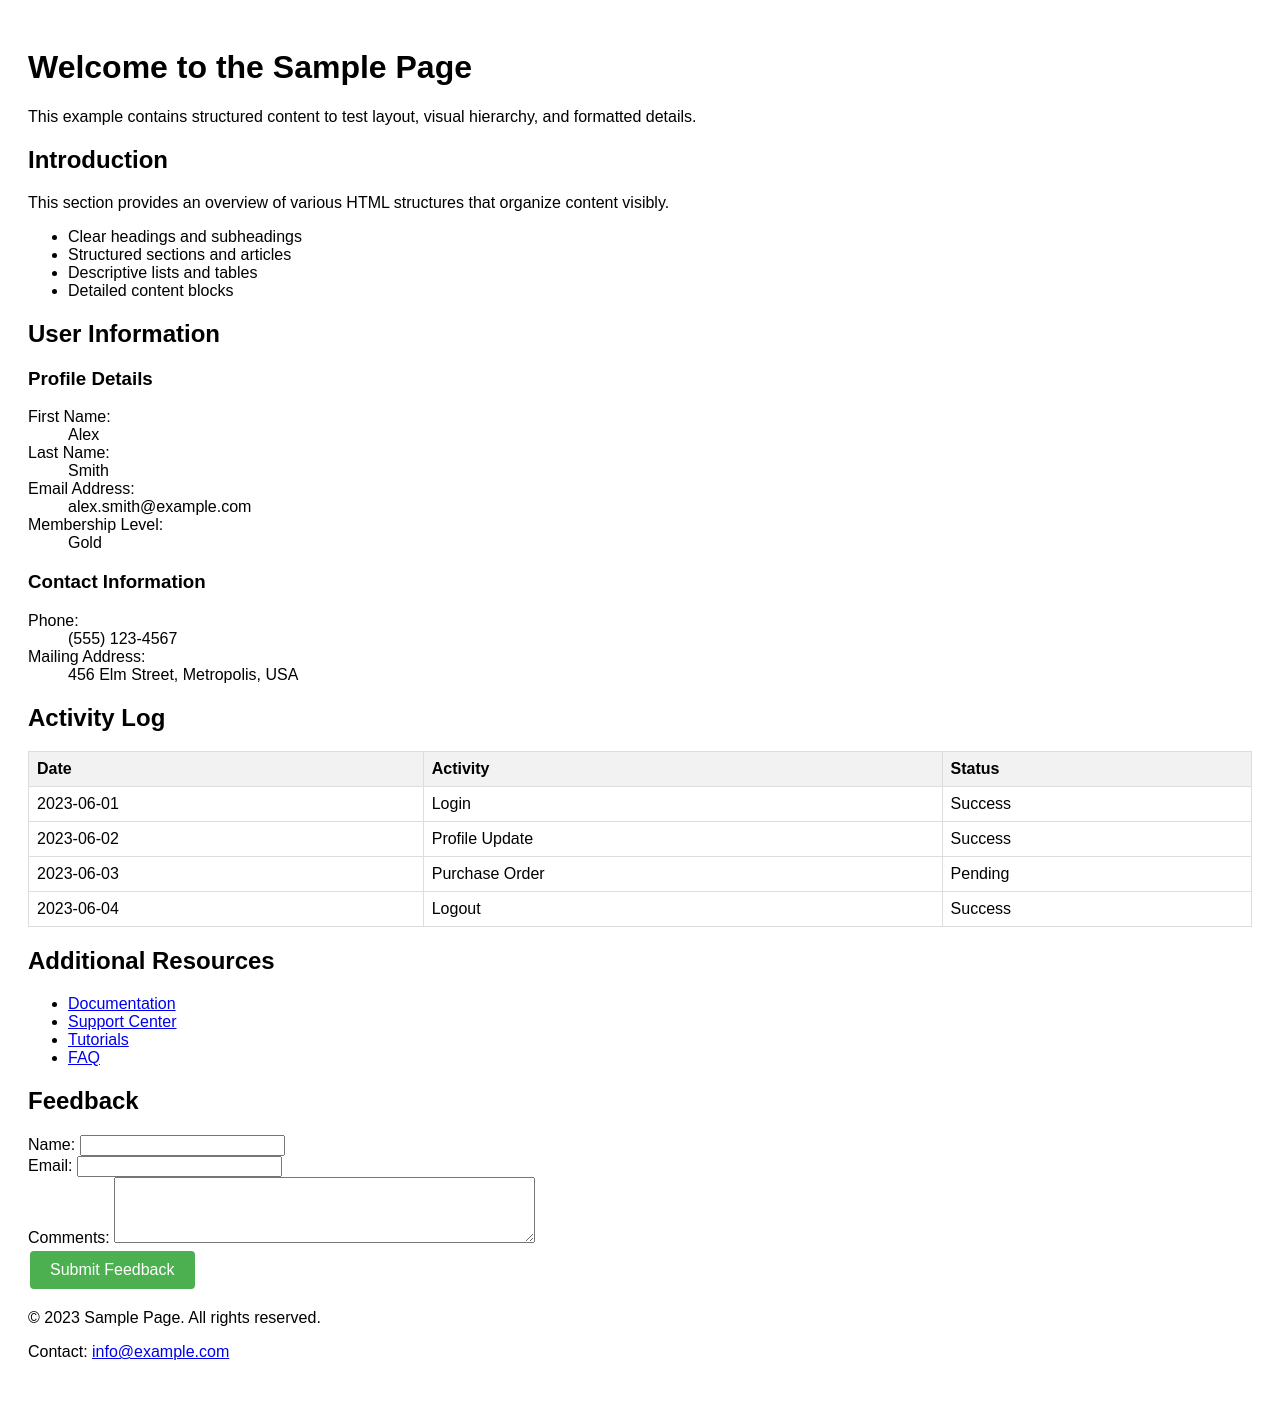 Welcome to the Sample Page
This example contains structured content to test layout, visual hierarchy, and formatted details.
Introduction
This section provides an overview of various HTML structures that organize content visibly.
Clear headings and subheadings
Structured sections and articles
Descriptive lists and tables
Detailed content blocks
User Information
Profile Details
First Name:
Alex
Last Name:
Smith
Email Address:
alex.smith@example.com
Membership Level:
Gold
Contact Information
Phone:
(555) 123-4567
Mailing Address:
456 Elm Street, Metropolis, USA
Activity Log
Date Activity Status
2023-06-01 Login Success
2023-06-02 Profile Update Success
2023-06-03 Purchase Order Pending
2023-06-04 Logout Success
Additional Resources
Documentation
Support Center
Tutorials
FAQ
Feedback
Name:
Email:
Comments:
Submit Feedback
© 2023 Sample Page. All rights reserved.
Contact: info@example.com